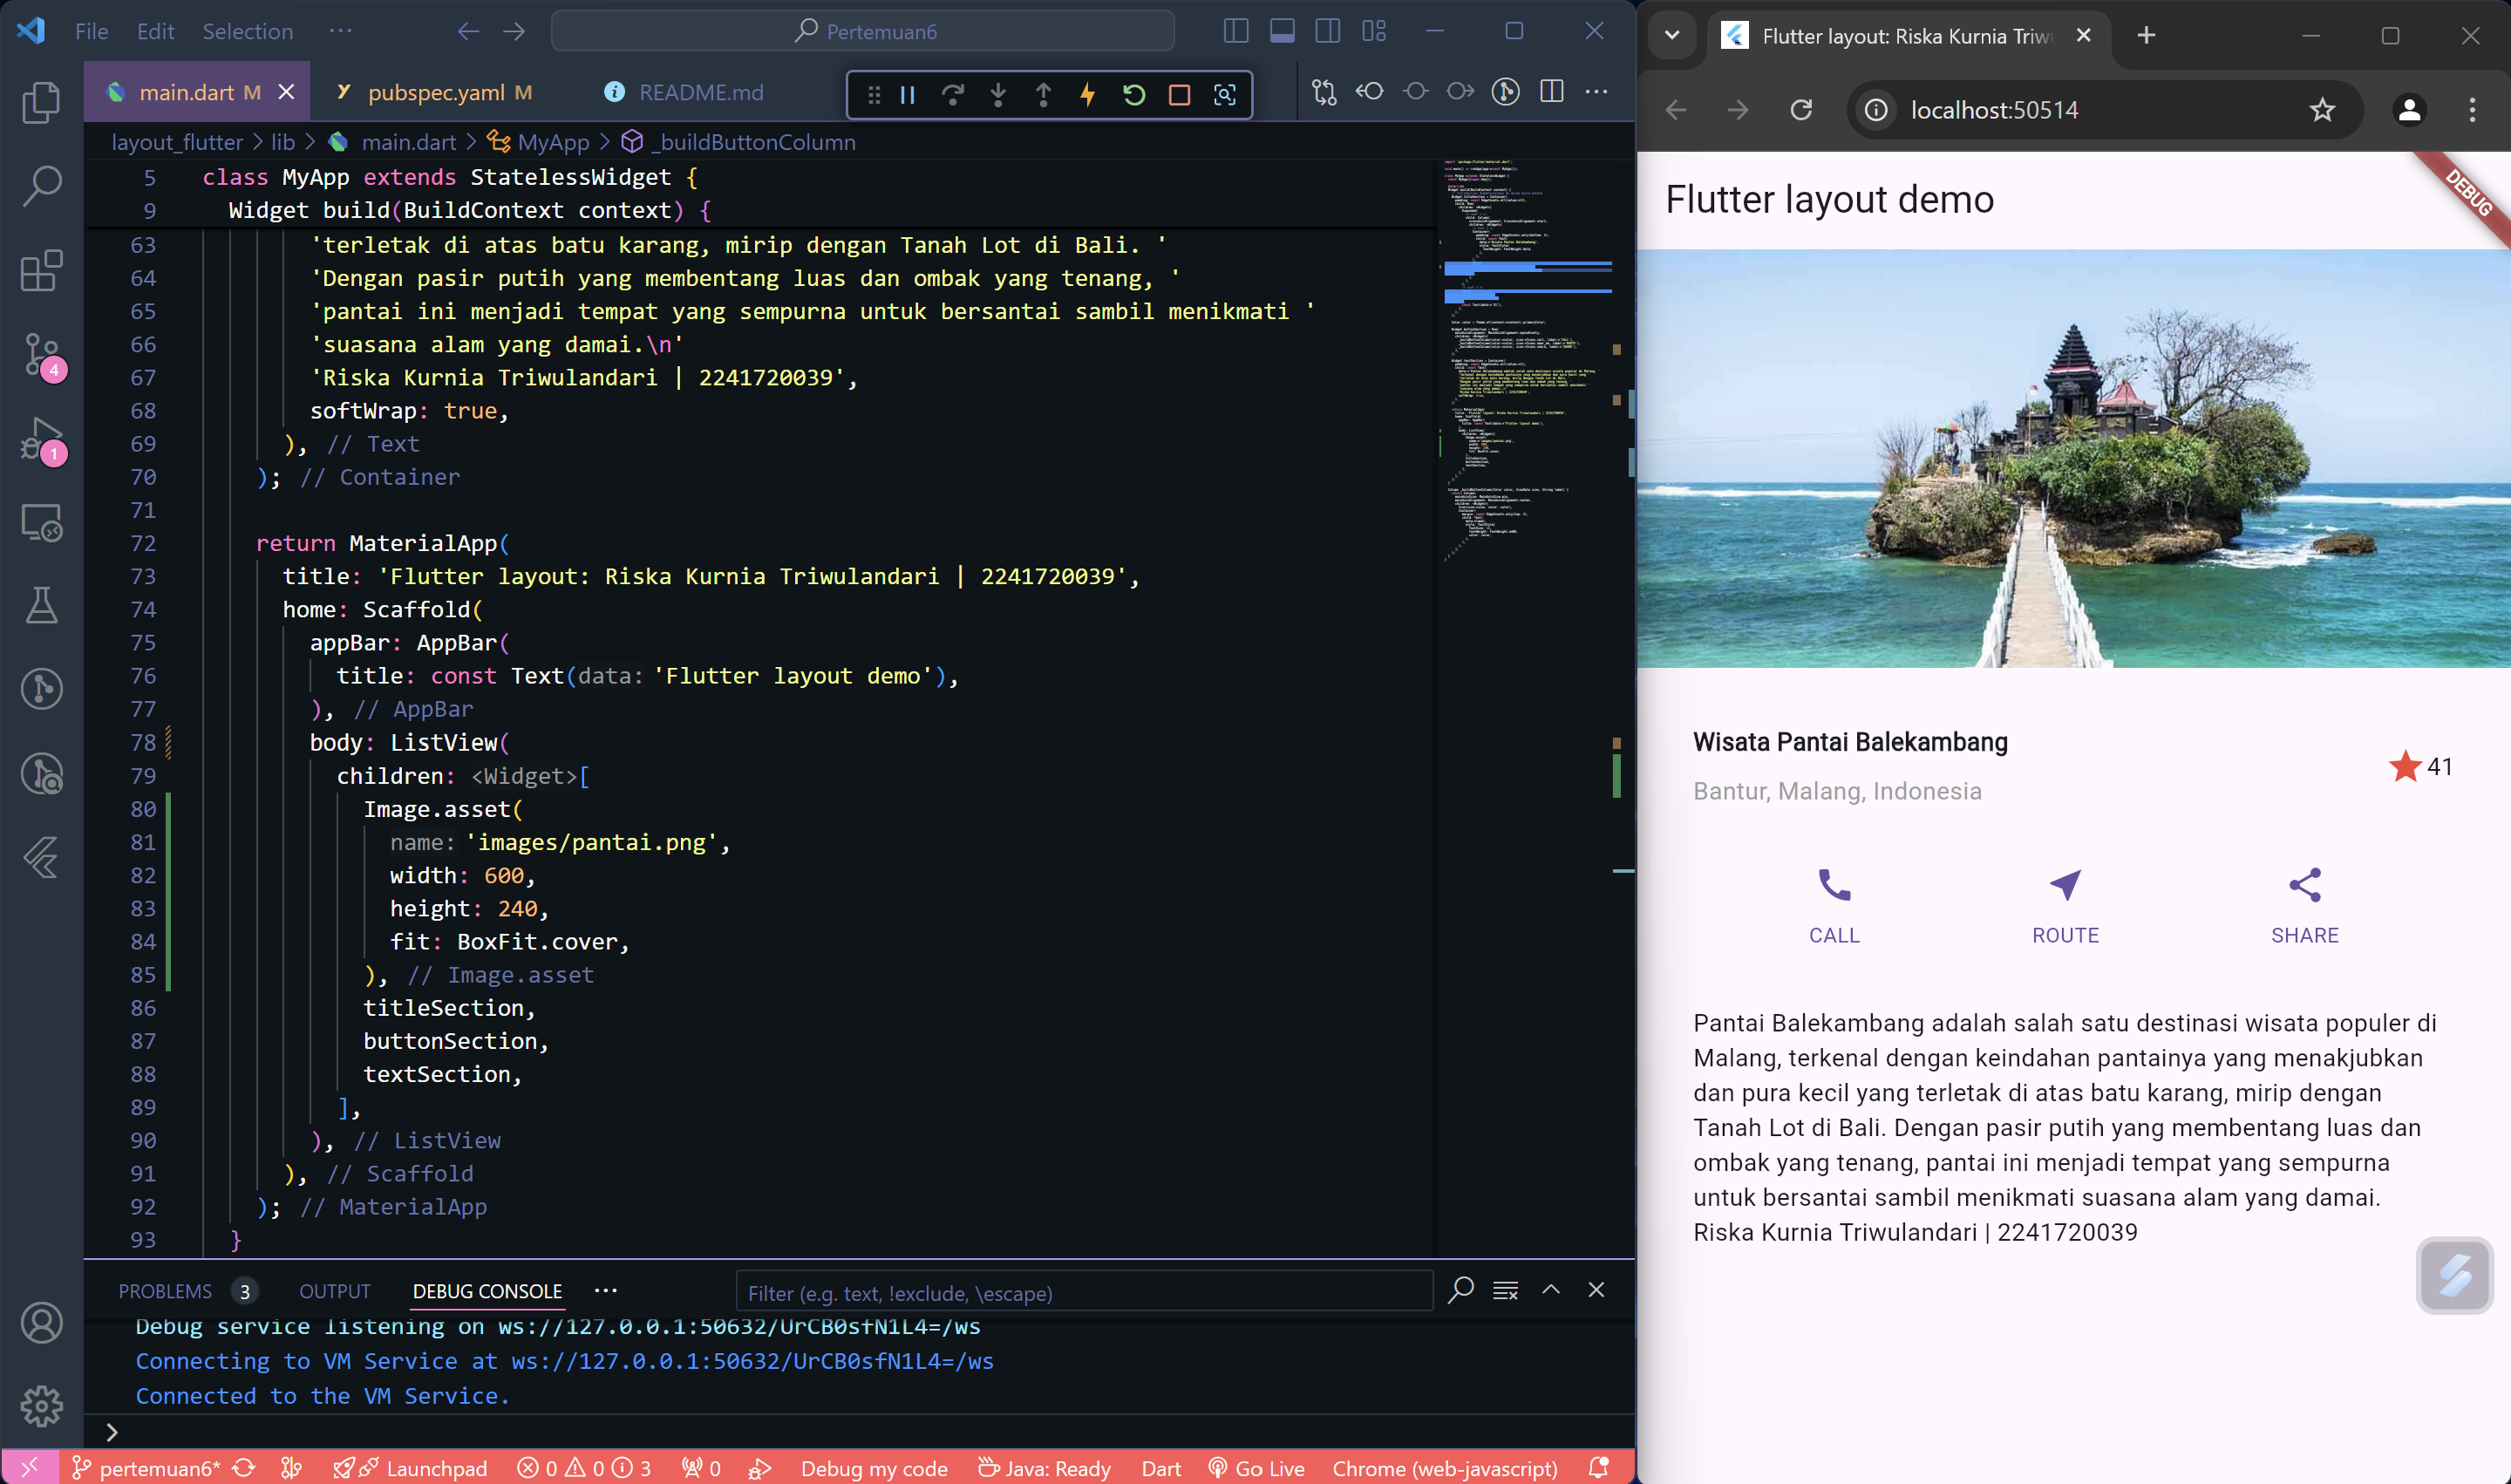 File Edit Selection ···
Pertemuan6
main.dart M
pubspec.yaml M
README.md
layout_flutter > lib > main.dart > MyApp > _buildButtonColumn
5 class MyApp extends StatelessWidget {
9 Widget build(BuildContext context) {
63 'terletak di atas batu karang, mirip dengan Tanah Lot di Bali. '
64 'Dengan pasir putih yang membentang luas dan ombak yang tenang, '
65 'pantai ini menjadi tempat yang sempurna untuk bersantai sambil menikmati '
66 'suasana alam yang damai.\n'
67 'Riska Kurnia Triwulandari | 2241720039',
68 softWrap: true,
69 ), // Text
70 ); // Container
71
72 return MaterialApp(
73 title: 'Flutter layout: Riska Kurnia Triwulandari | 2241720039',
74 home: Scaffold(
75 appBar: AppBar(
76 title: const Text(data: 'Flutter layout demo'),
77 ), // AppBar
78 body: ListView(
79 children: <Widget>[
80 Image.asset(
81 name: 'images/pantai.png',
82 width: 600,
83 height: 240,
84 fit: BoxFit.cover,
85 ), // Image.asset
86 titleSection,
87 buttonSection,
88 textSection,
89 ],
90 ), // ListView
91 ), // Scaffold
92 ); // MaterialApp
93 }
4
1
PROBLEMS 3 OUTPUT DEBUG CONSOLE ···
Filter (e.g. text, !exclude, \escape)
Debug service listening on ws://127.0.0.1:50632/UrCB0sfN1L4=/ws
Connecting to VM Service at ws://127.0.0.1:50632/UrCB0sfN1L4=/ws
Connected to the VM Service.
>
pertemuan6* Launchpad 0 0 3 0 Debug my code Java: Ready Dart Go Live Chrome (web-javascript)
Flutter layout: Riska Kurnia Triw
localhost:50514
Flutter layout demo
DEBUG
Wisata Pantai Balekambang
Bantur, Malang, Indonesia
41
CALL ROUTE SHARE
Pantai Balekambang adalah salah satu destinasi wisata populer di
Malang, terkenal dengan keindahan pantainya yang menakjubkan
dan pura kecil yang terletak di atas batu karang, mirip dengan
Tanah Lot di Bali. Dengan pasir putih yang membentang luas dan
ombak yang tenang, pantai ini menjadi tempat yang sempurna
untuk bersantai sambil menikmati suasana alam yang damai.
Riska Kurnia Triwulandari | 2241720039